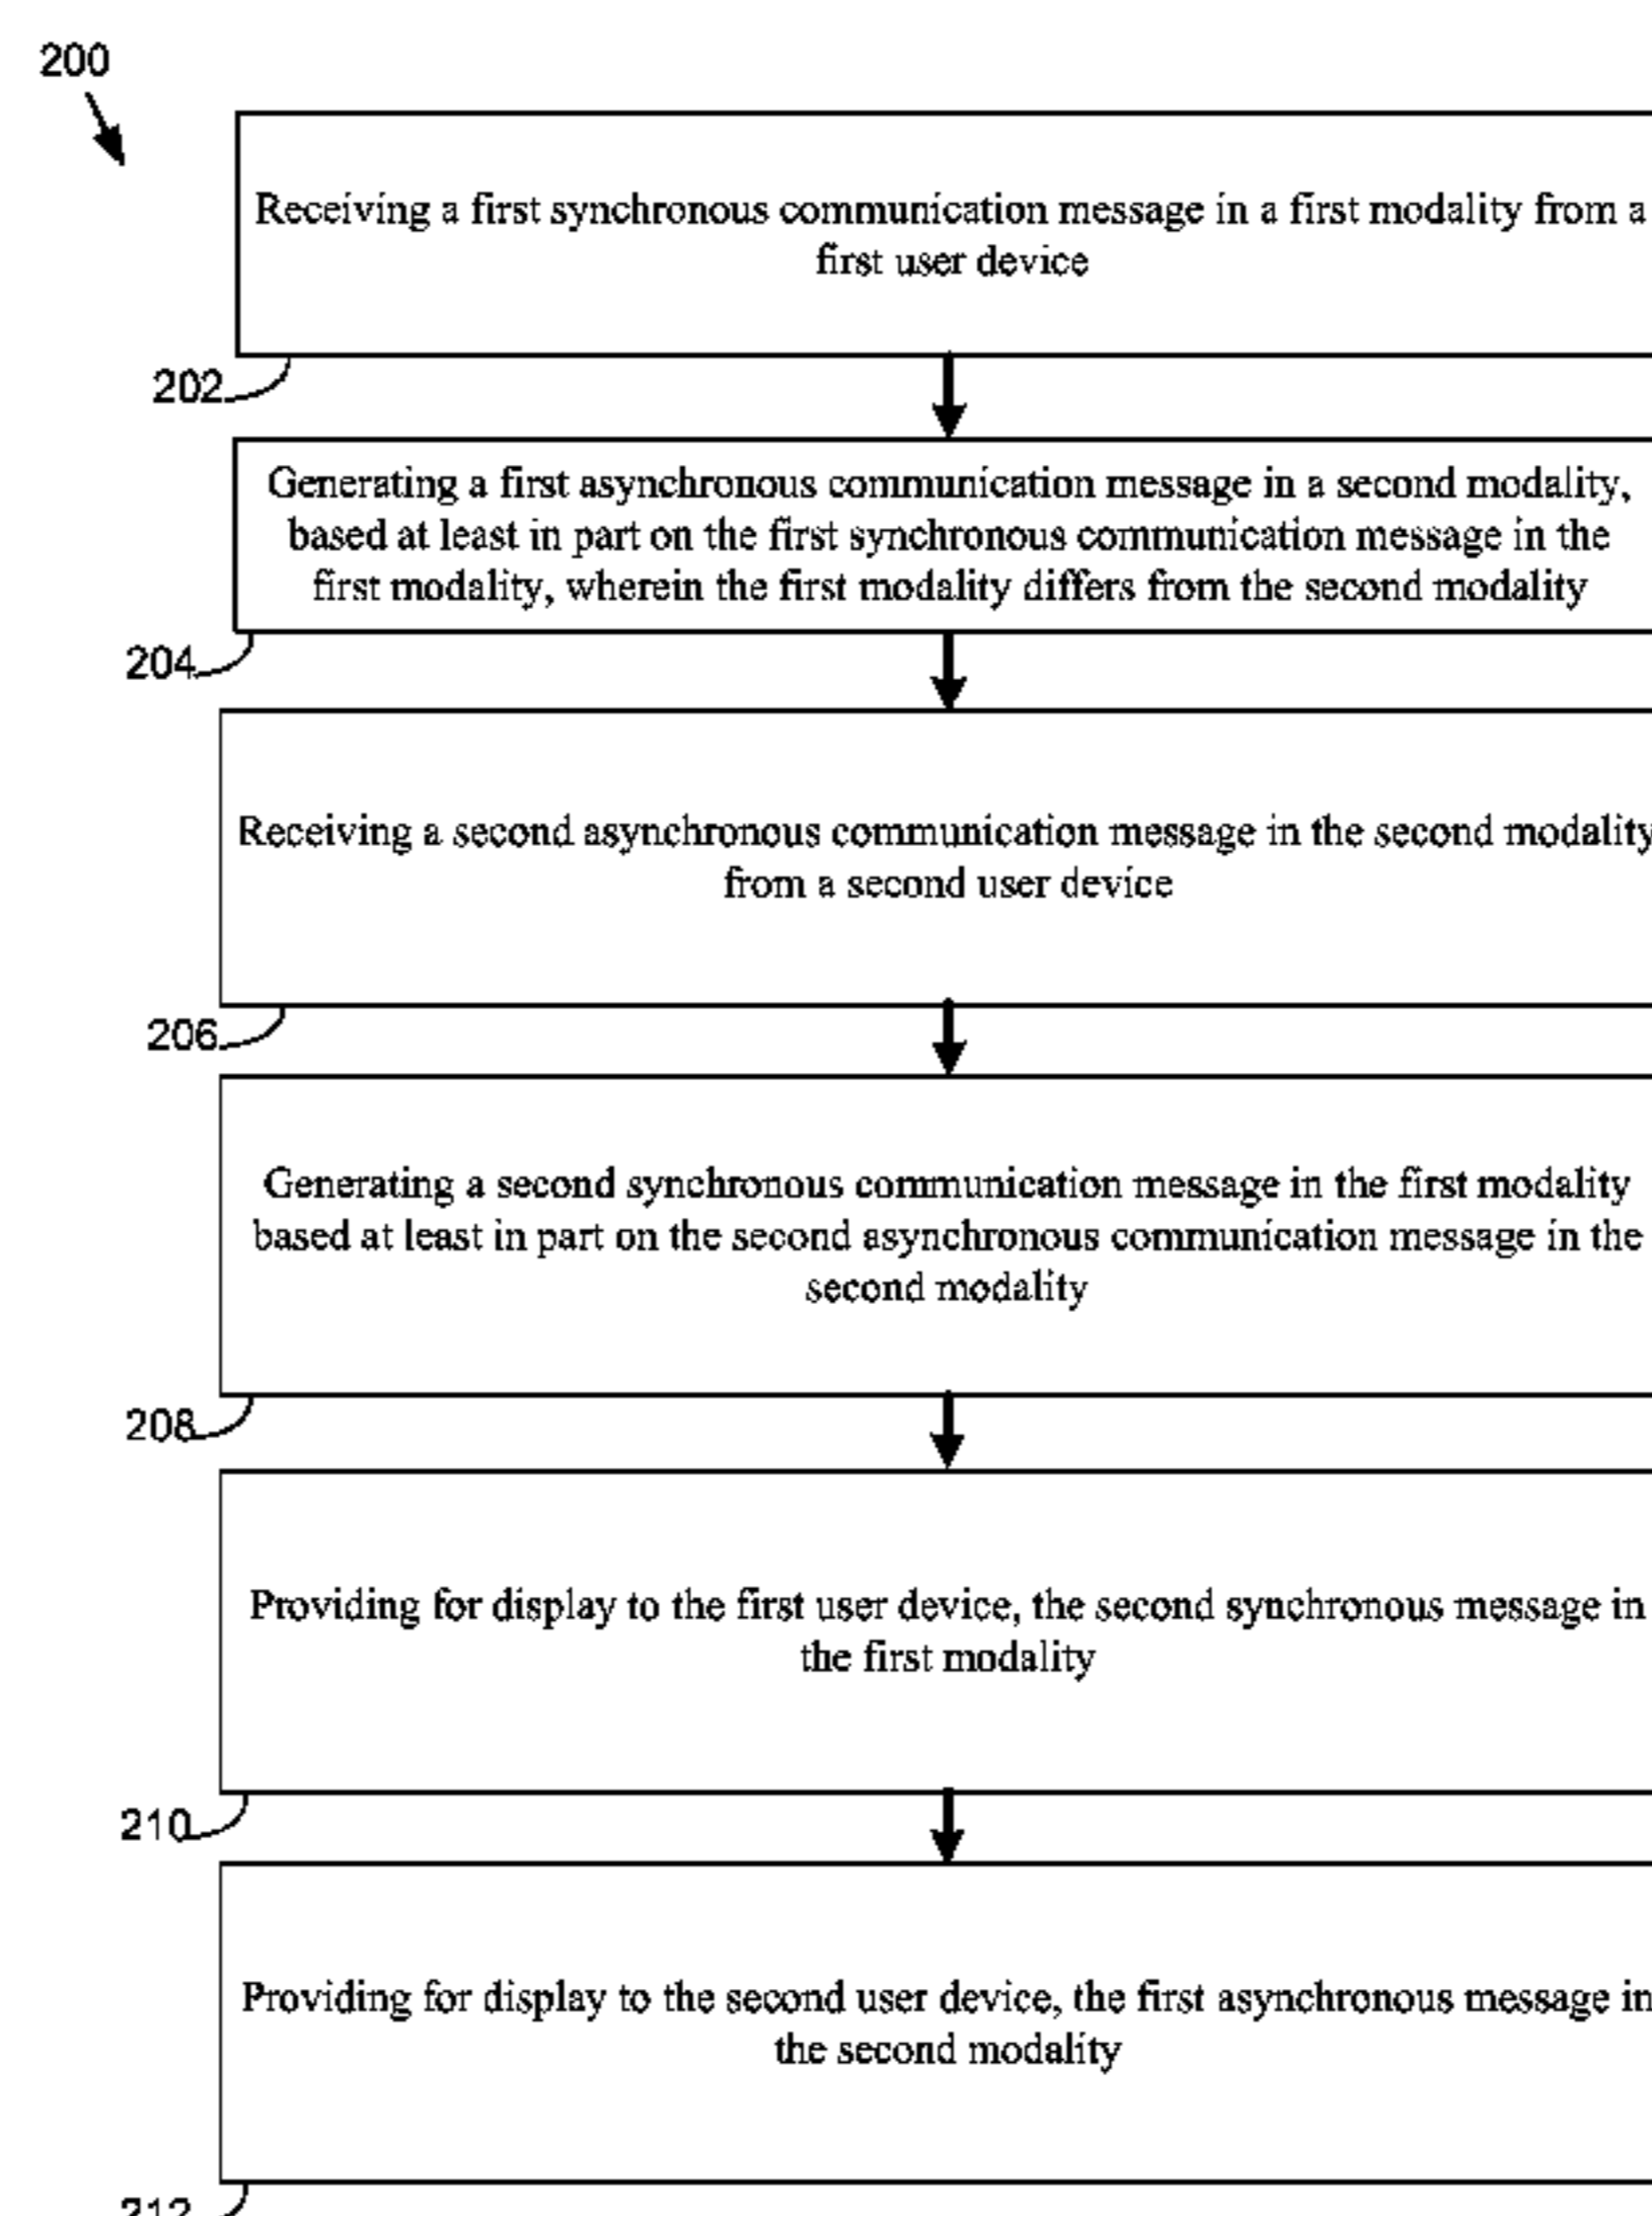 200
Receiving a first synchronous communication message in a first modality from a
first user device
202
Generating a first asynchronous communication message in a second modality,
based at least in part on the first synchronous communication message in the
first modality, wherein the first modality differs from the second modality
204
Receiving a second asynchronous communication message in the second modality
from a second user device
206
Generating a second synchronous communication message in the first modality
based at least in part on the second asynchronous communication message in the
second modality
208
Providing for display to the first user device, the second synchronous message in
the first modality
210
Providing for display to the second user device, the first asynchronous message in
the second modality
212